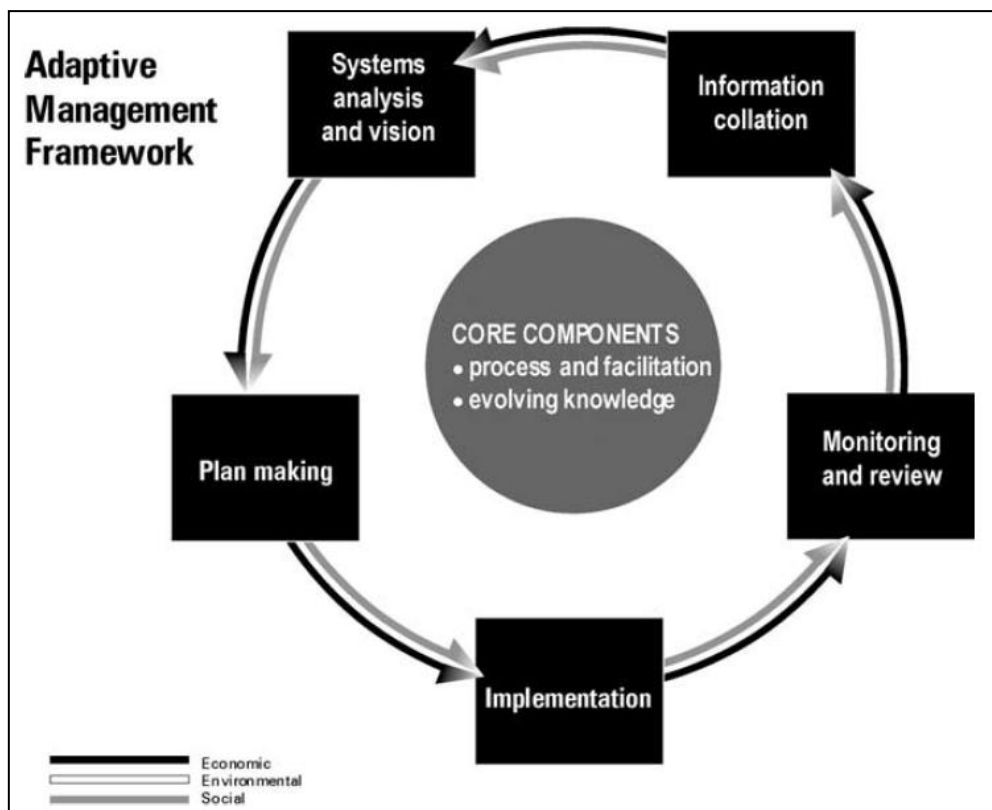 Adaptive
Management
Framework
Systems
analysis
and vision
Information
collation
CORE COMPONENTS
• process and facilitation
• evolving knowledge
Plan making
Monitoring
and review
Implementation
Economic
Environmental
Social